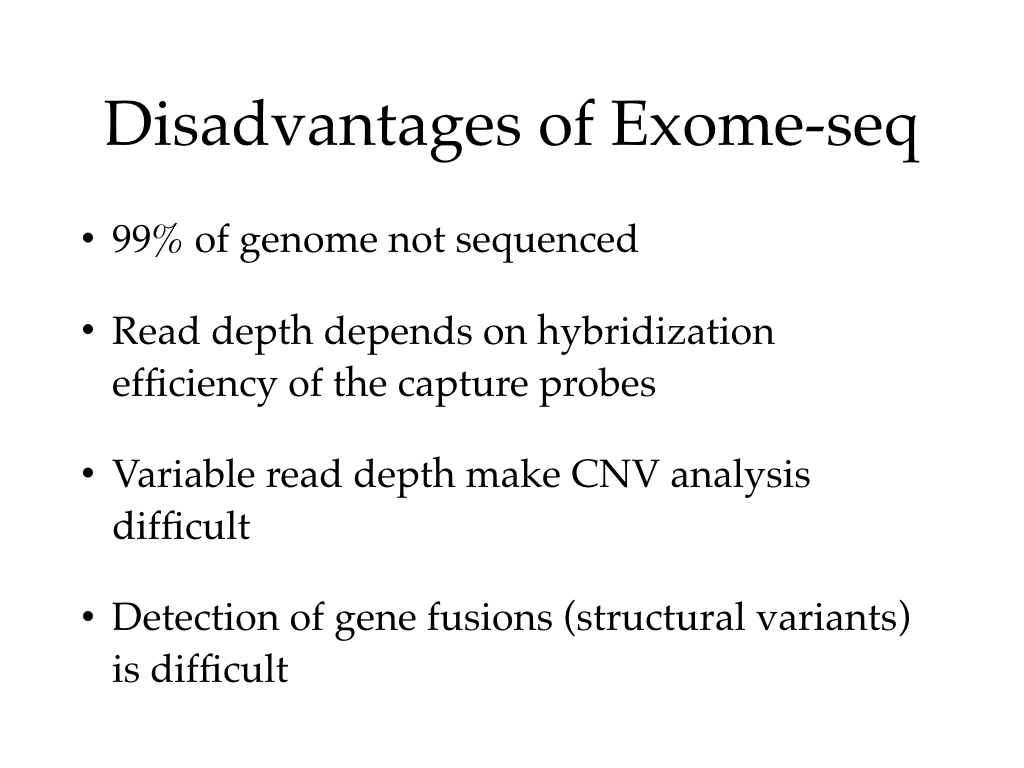 Disadvantages of Exome-seq
• 99% of genome not sequenced
• Read depth depends on hybridization
efficiency of the capture probes
• Variable read depth make CNV analysis
difficult
• Detection of gene fusions (structural variants)
is difficult